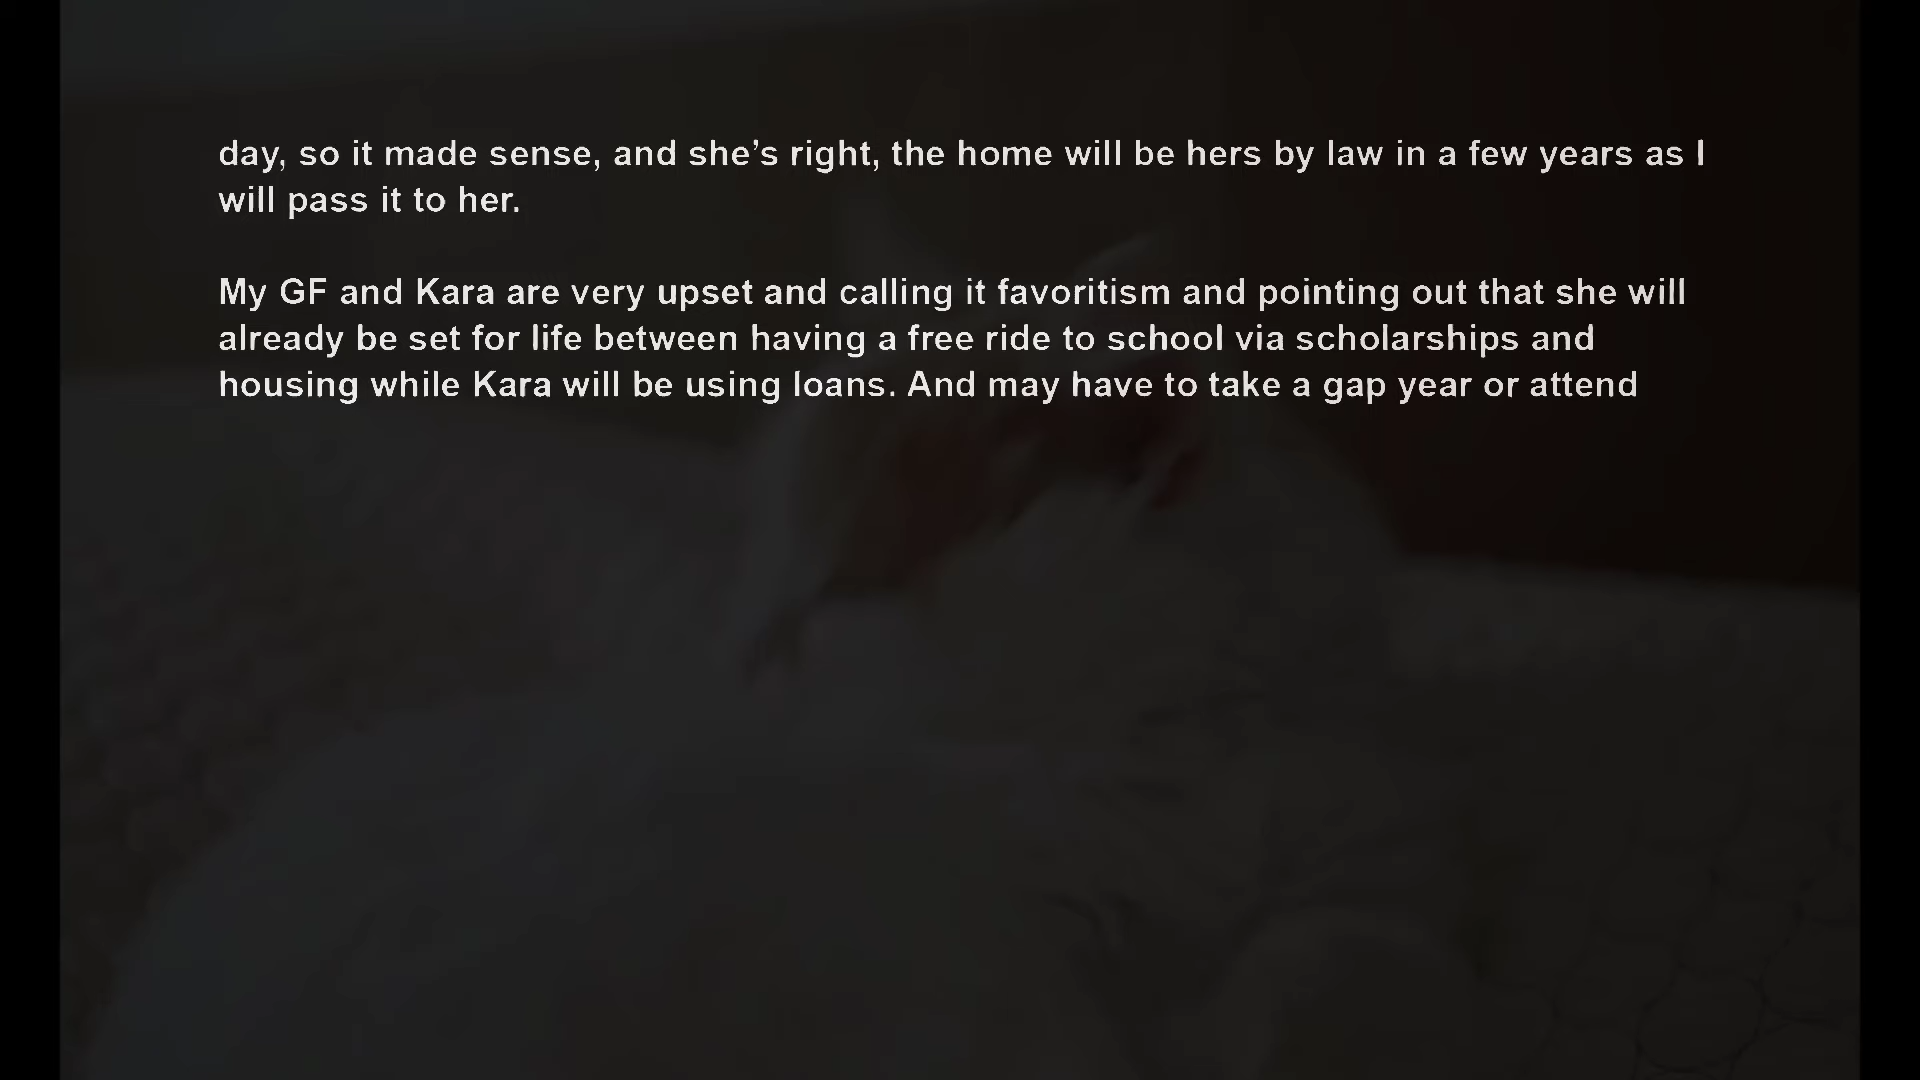 day, so it made sense, and she's right, the home will be hers by law in a few years as I
will pass it to her.
My GF and Kara are very upset and calling it favoritism and pointing out that she will
already be set for life between having a free ride to school via scholarships and
housing while Kara will be using loans. And may have to take a gap year or attend